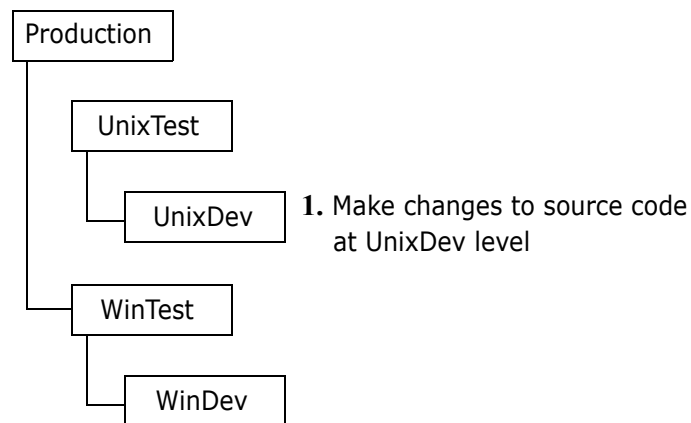 Production
UnixTest
UnixDev
1. Make changes to source code
at UnixDev level
WinTest
WinDev